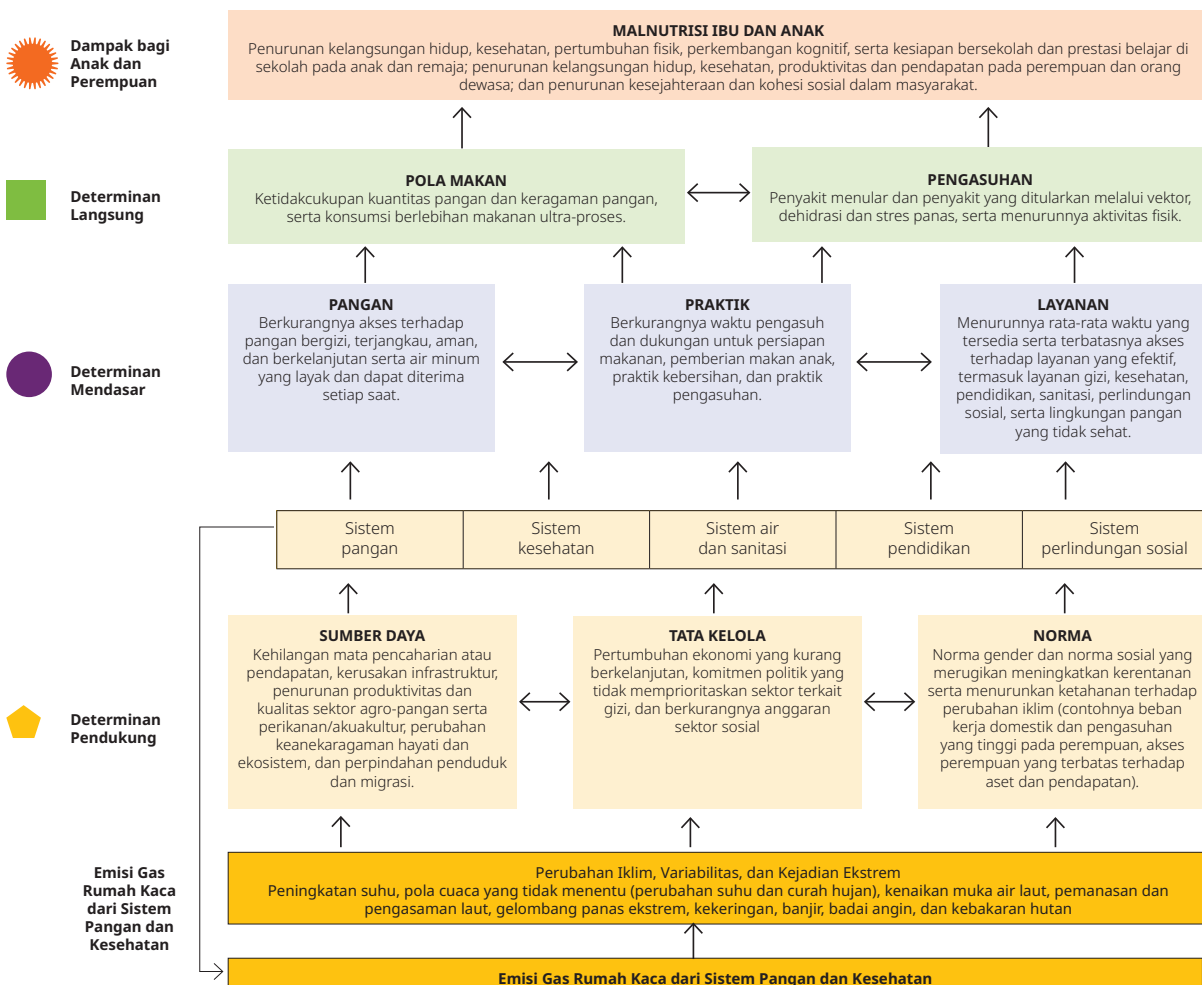 Dampak bagi
Anak dan
Perempuan
MALNUTRISI IBU DAN ANAK
Penurunan kelangsungan hidup, kesehatan, pertumbuhan fisik, perkembangan kognitif, serta kesiapan bersekolah dan prestasi belajar di
sekolah pada anak dan remaja; penurunan kelangsungan hidup, kesehatan, produktivitas dan pendapatan pada perempuan dan orang
dewasa; dan penurunan kesejahteraan dan kohesi sosial dalam masyarakat.
Determinan
Langsung
POLA MAKAN
Ketidakcukupan kuantitas pangan dan keragaman pangan,
serta konsumsi berlebihan makanan ultra-proses.
PENGASUHAN
Penyakit menular dan penyakit yang ditularkan melalui vektor,
dehidrasi dan stres panas, serta menurunnya aktivitas fisik.
Determinan
Mendasar
PANGAN
Berkurangnya akses terhadap
pangan bergizi, terjangkau, aman,
dan berkelanjutan serta air minum
yang layak dan dapat diterima
setiap saat.
PRAKTIK
Berkurangnya waktu pengasuh
dan dukungan untuk persiapan
makanan, pemberian makan anak,
praktik kebersihan, dan praktik
pengasuhan.
LAYANAN
Menurunnya rata-rata waktu yang
tersedia serta terbatasnya akses
terhadap layanan yang efektif,
termasuk layanan gizi, kesehatan,
pendidikan, sanitasi, perlindungan
sosial, serta lingkungan pangan
yang tidak sehat.
Sistem
pangan
Sistem
kesehatan
Sistem air
dan sanitasi
Sistem
pendidikan
Sistem
perlindungan sosial
Determinan
Pendukung
SUMBER DAYA
Kehilangan mata pencaharian atau
pendapatan, kerusakan infrastruktur,
penurunan produktivitas dan
kualitas sektor agro-pangan serta
perikanan/akuakultur, perubahan
keanekaragaman hayati dan
ekosistem, dan perpindahan penduduk
dan migrasi.
TATA KELOLA
Pertumbuhan ekonomi yang kurang
berkelanjutan, komitmen politik yang
tidak memprioritaskan sektor terkait
gizi, dan berkurangnya anggaran
sektor sosial
NORMA
Norma gender dan norma sosial yang
merugikan meningkatkan kerentanan
serta menurunkan ketahanan terhadap
perubahan iklim (contohnya beban
kerja domestik dan pengasuhan
yang tinggi pada perempuan, akses
perempuan yang terbatas terhadap
aset dan pendapatan).
Emisi Gas
Rumah Kaca
dari Sistem
Pangan dan
Kesehatan
Perubahan Iklim, Variabilitas, dan Kejadian Ekstrem
Peningkatan suhu, pola cuaca yang tidak menentu (perubahan suhu dan curah hujan), kenaikan muka air laut, pemanasan dan
pengasaman laut, gelombang panas ekstrem, kekeringan, banjir, badai angin, dan kebakaran hutan
Emisi Gas Rumah Kaca dari Sistem Pangan dan Kesehatan